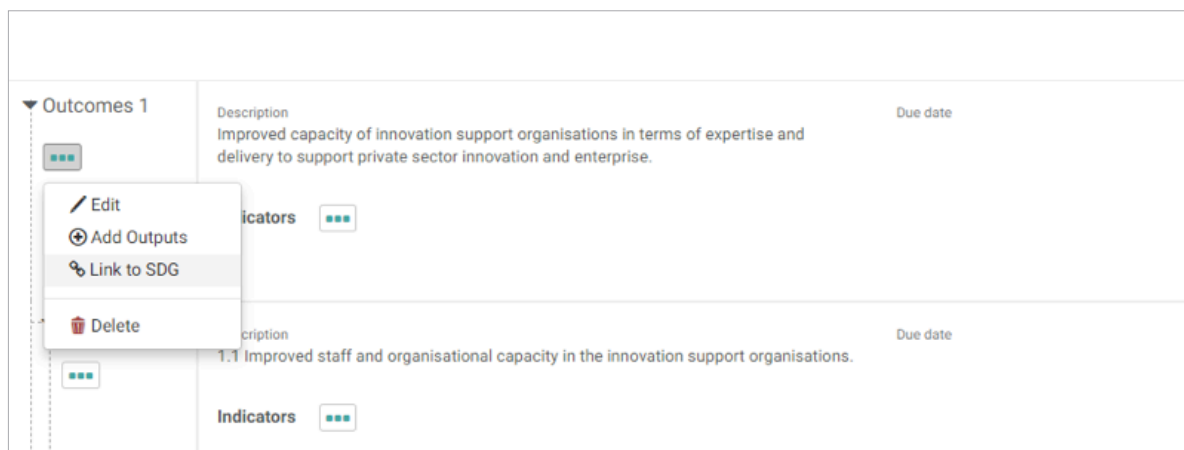 Outcomes 1
Description
Due date
Improved capacity of innovation support organisations in terms of expertise and
delivery to support private sector innovation and enterprise.
Edit
icators
Add Outputs
Link to SDG
Delete
cription
Due date
1.1 Improved staff and organisational capacity in the innovation support organisations.
Indicators